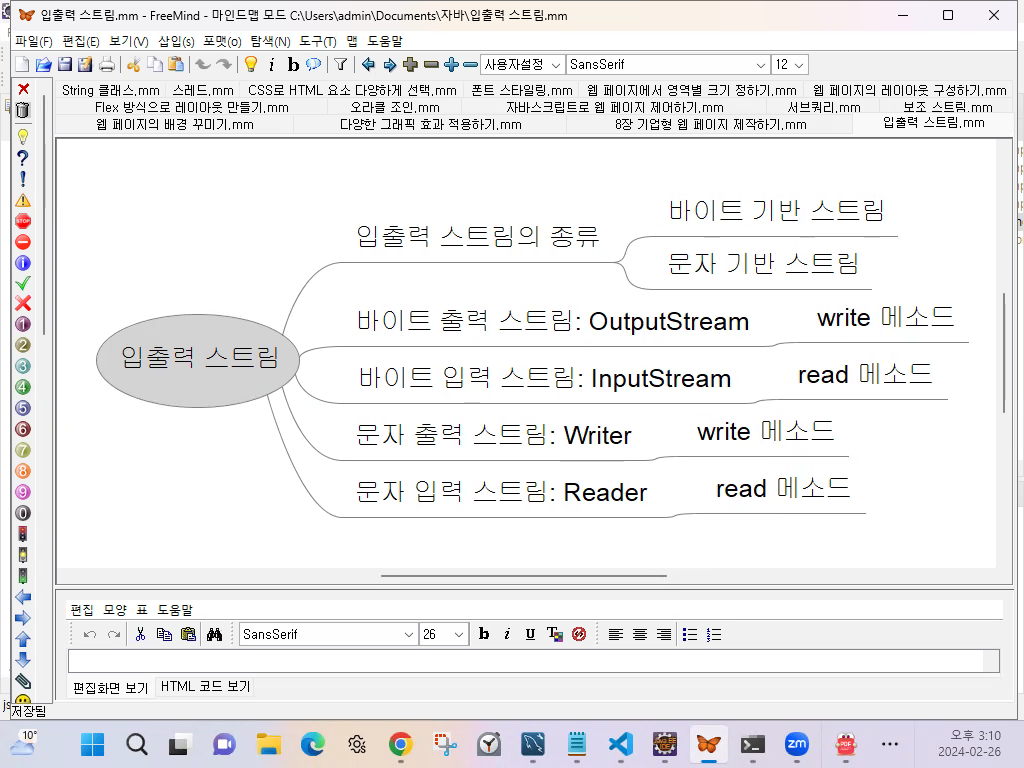 입출력 스트림.mm - FreeMind - 마인드맵 모드 C:\Users\admin\Documents\자바\입출력 스트림.mm
파일(F) 편집(E) 보기(V) 삽입(s) 포맷(o) 탐색(N) 도구(T) 맵 도움말
사용자설정 SansSerif 12
String 클래스.mm 스레드.mm CSS로 HTML 요소 다양하게 선택.mm 폰트 스타일링.mm 웹 페이지에서 영역별 크기 정하기.mm 웹 페이지의 레이아웃 구성하기.mm
Flex 방식으로 레이아웃 만들기.mm 오라클 조인.mm 자바스크립트로 웹 페이지 제어하기.mm 서브쿼리.mm 보조 스트림.mm
웹 페이지의 배경 꾸미기.mm 다양한 그래픽 효과 적용하기.mm 8장 기업형 웹 페이지 제작하기.mm 입출력 스트림.mm
입출력 스트림
입출력 스트림의 종류
바이트 기반 스트림
문자 기반 스트림
바이트 출력 스트림: OutputStream write 메소드
바이트 입력 스트림: InputStream read 메소드
문자 출력 스트림: Writer write 메소드
문자 입력 스트림: Reader read 메소드
STOP
1
2
3
4
5
6
7
8
9
0
편집 모양 표 도움말
SansSerif 26 b i U
편집화면 보기 HTML 코드 보기
저장됨
10°
zm
PDF
오후 3:10
2024-02-26